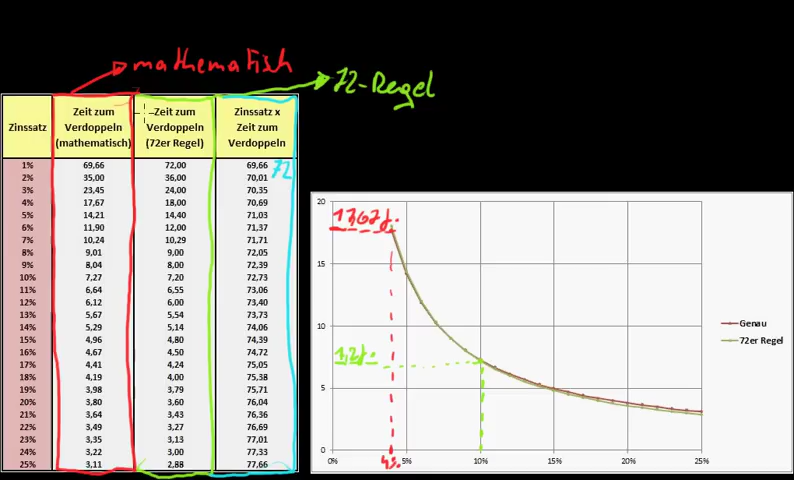 mathematisch
72-Regel
Zinssatz
Zeit zum Verdoppeln (mathematisch)
Zeit zum Verdoppeln (72er Regel)
Zinssatz x Zeit zum Verdoppeln
1% 69,66 72,00 69,66 72
2% 35,00 36,00 70,01
3% 23,45 24,00 70,35
4% 17,67 18,00 70,69
5% 14,21 14,40 71,03
6% 11,90 12,00 71,37
7% 10,24 10,29 71,71
8% 9,01 9,00 72,05
9% 8,04 8,00 72,39
10% 7,27 7,20 72,73
11% 6,64 6,55 73,06
12% 6,12 6,00 73,40
13% 5,67 5,54 73,73
14% 5,29 5,14 74,06
15% 4,96 4,80 74,39
16% 4,67 4,50 74,72
17% 4,41 4,24 75,05
18% 4,19 4,00 75,38
19% 3,98 3,79 75,71
20% 3,80 3,60 76,04
21% 3,64 3,43 76,36
22% 3,49 3,27 76,69
23% 3,35 3,13 77,01
24% 3,22 3,00 77,33
25% 3,11 2,88 77,66
20
17,67 j.
15
10
7,2 j.
5
0
0% 5% 10% 15% 20% 25%
4%
Genau
72er Regel